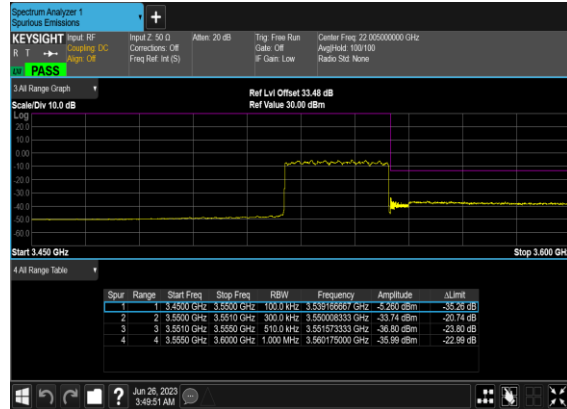 Spectrum Analyzer 1
Spurious Emissions
+
KEYSIGHT Input: RF Input Z: 50 Ω Atten: 20 dB Trig: Free Run Center Freq: 22.005000000 GHz
R T Coupling: DC Corrections: Off Gate: Off Avg|Hold: 100/100
Align: Off Freq Ref: Int (S) IF Gain: Low Radio Std: None
PASS
3 All Range Graph
Ref Lvl Offset 33.48 dB
Scale/Div 10.0 dB Ref Value 30.00 dBm
Log
20.0
10.0
0.00
-10.0
-20.0
-30.0
-40.0
-50.0
-60.0
Start 3.450 GHz Stop 3.600 GH
4 All Range Table
Spur Range Start Freq Stop Freq RBW Frequency Amplitude ΔLimit
1 1 3.4500 GHz 3.5500 GHz 100.0 kHz 3.539166667 GHz -5.260 dBm -35.26 dB
2 2 3.5500 GHz 3.5510 GHz 300.0 kHz 3.550008333 GHz -33.74 dBm -20.74 dB
3 3 3.5510 GHz 3.5550 GHz 510.0 kHz 3.551573333 GHz -36.80 dBm -23.80 dB
4 4 3.5550 GHz 3.6000 GHz 1.000 MHz 3.560175000 GHz -35.99 dBm -22.99 dB
? Jun 26, 2023
3:49:51 AM